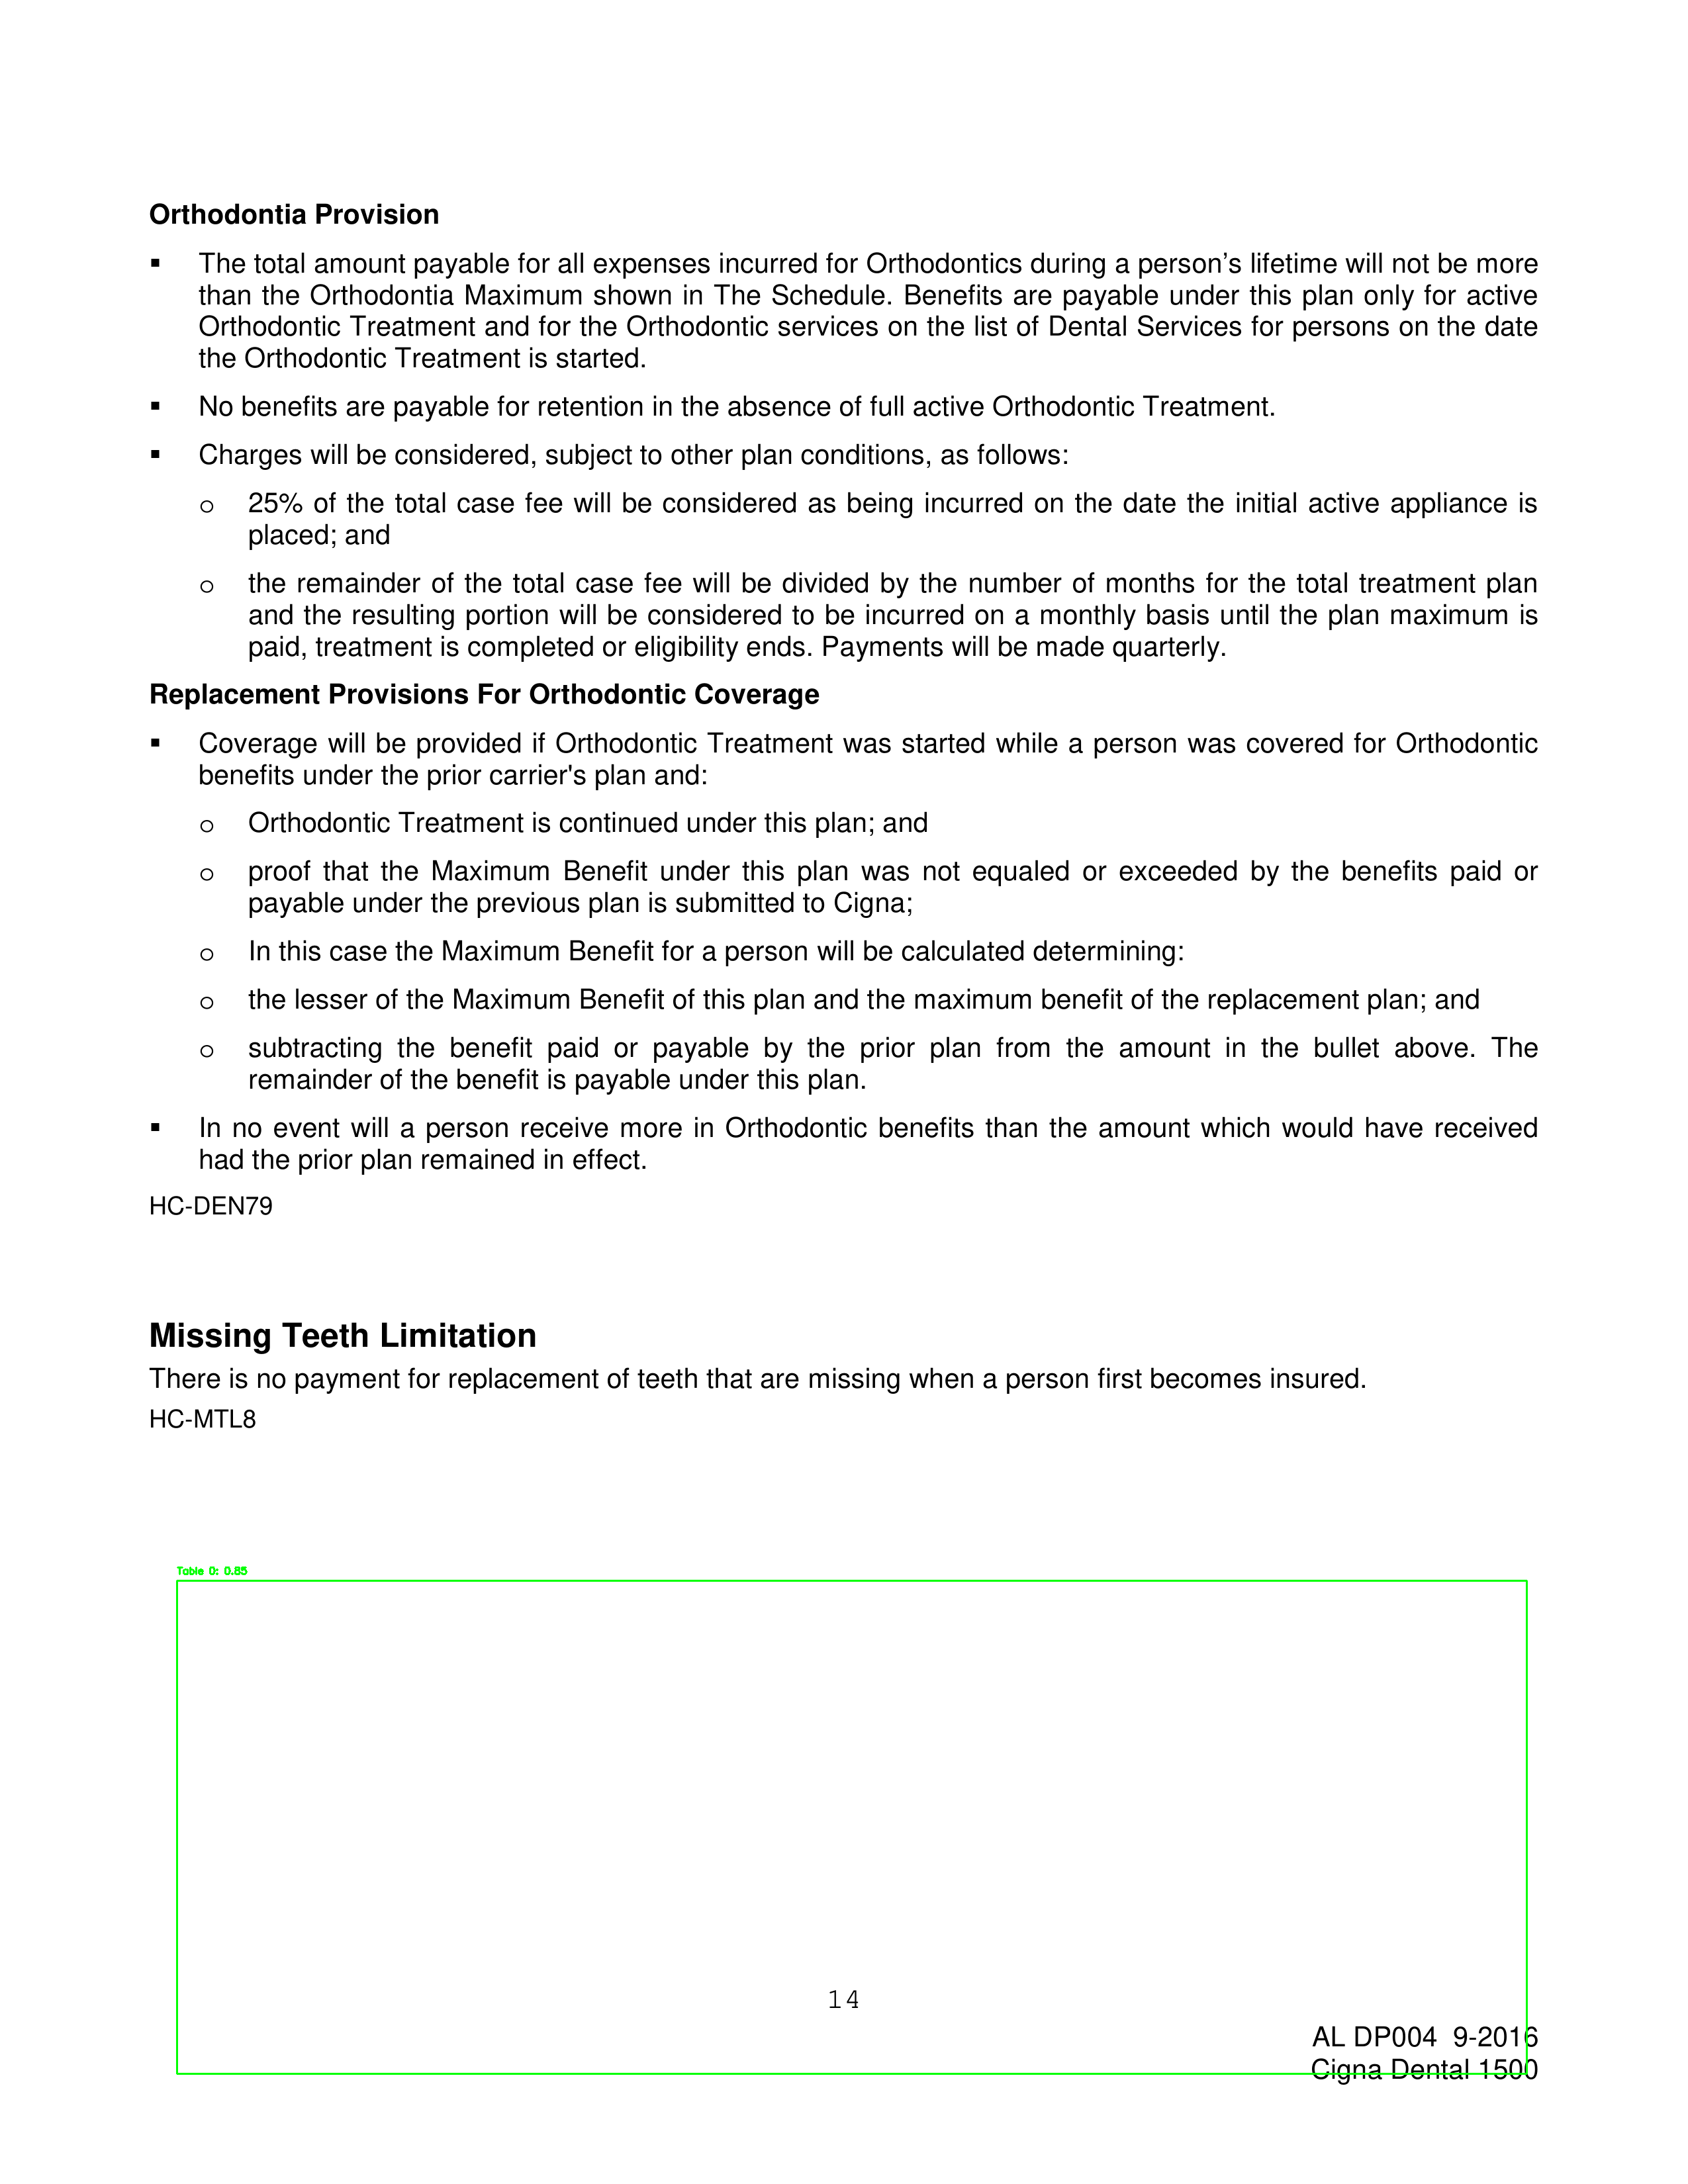 Orthodontia Provision
▪ The total amount payable for all expenses incurred for Orthodontics during a person’s lifetime will not be more
than the Orthodontia Maximum shown in The Schedule. Benefits are payable under this plan only for active
Orthodontic Treatment and for the Orthodontic services on the list of Dental Services for persons on the date
the Orthodontic Treatment is started.
▪ No benefits are payable for retention in the absence of full active Orthodontic Treatment.
▪ Charges will be considered, subject to other plan conditions, as follows:
o 25% of the total case fee will be considered as being incurred on the date the initial active appliance is
placed; and
o the remainder of the total case fee will be divided by the number of months for the total treatment plan
and the resulting portion will be considered to be incurred on a monthly basis until the plan maximum is
paid, treatment is completed or eligibility ends. Payments will be made quarterly.
Replacement Provisions For Orthodontic Coverage
▪ Coverage will be provided if Orthodontic Treatment was started while a person was covered for Orthodontic
benefits under the prior carrier's plan and:
o Orthodontic Treatment is continued under this plan; and
o proof that the Maximum Benefit under this plan was not equaled or exceeded by the benefits paid or
payable under the previous plan is submitted to Cigna;
o In this case the Maximum Benefit for a person will be calculated determining:
o the lesser of the Maximum Benefit of this plan and the maximum benefit of the replacement plan; and
o subtracting the benefit paid or payable by the prior plan from the amount in the bullet above. The
remainder of the benefit is payable under this plan.
▪ In no event will a person receive more in Orthodontic benefits than the amount which would have received
had the prior plan remained in effect.
HC-DEN79
Missing Teeth Limitation
There is no payment for replacement of teeth that are missing when a person first becomes insured.
HC-MTL8
Table 0: 0.85
14
AL DP004 9-2016
Cigna Dental 1500